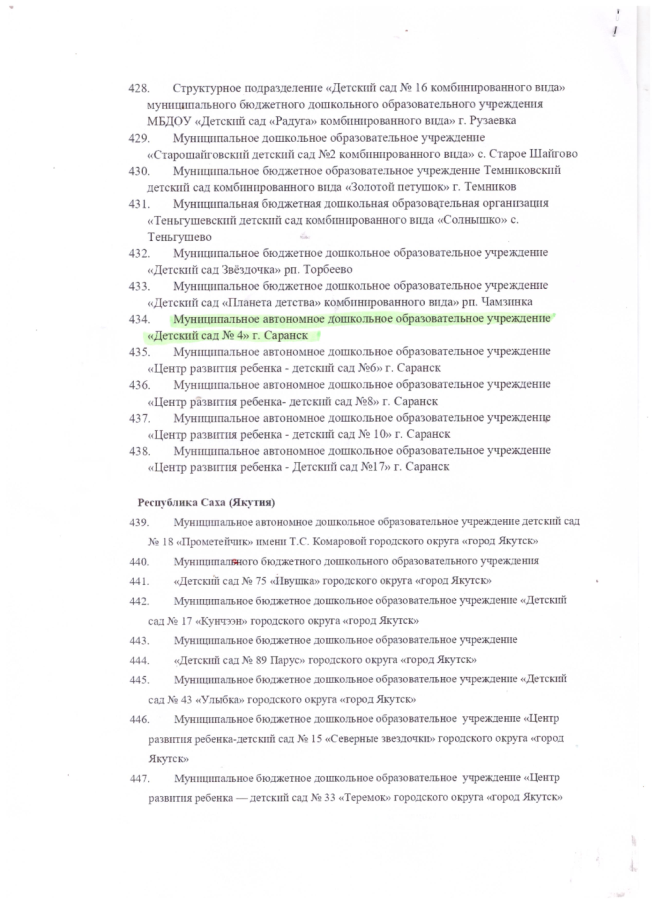 428. Структурное подразделение «Детский сад № 16 комбинированного вида»
муниципального бюджетного дошкольного образовательного учреждения
МБДОУ «Детский сад «Радуга» комбинированного вида» г. Рузаевка
429. Муниципальное дошкольное образовательное учреждение
«Старошайговский детский сад №2 комбинированного вида» с. Старое Шайгово
430. Муниципальное бюджетное образовательное учреждение Темниковский
детский сад комбинированного вида «Золотой петушок» г. Темников
431. Муниципальная бюджетная дошкольная образовательная организация
«Теньгушевский детский сад комбинированного вида «Солнышко» с.
Теньгушево
432. Муниципальное бюджетное дошкольное образовательное учреждение
«Детский сад Звёздочка» рп. Торбеево
433. Муниципальное бюджетное дошкольное образовательное учреждение
«Детский сад «Планета детства» комбинированного вида» рп. Чамзинка
434. Муниципальное автономное дошкольное образовательное учреждение
«Детский сад № 4» г. Саранск
435. Муниципальное автономное дошкольное образовательное учреждение
«Центр развития ребенка - детский сад №6» г. Саранск
436. Муниципальное автономное дошкольное образовательное учреждение
«Центр развития ребенка- детский сад №8» г. Саранск
437. Муниципальное автономное дошкольное образовательное учреждение
«Центр развития ребенка - детский сад № 10» г. Саранск
438. Муниципальное автономное дошкольное образовательное учреждение
«Центр развития ребенка - Детский сад №17» г. Саранск
Республика Саха (Якутия)
439. Муниципальное автономное дошкольное образовательное учреждение детский сад
№ 18 «Прометейчик» имени Т.С. Комаровой городского округа «город Якутск»
440. Муниципального бюджетного дошкольного образовательного учреждения
441. «Детский сад № 75 «Ивушка» городского округа «город Якутск»
442. Муниципальное бюджетное дошкольное образовательное учреждение «Детский
сад № 17 «Кунчээн» городского округа «город Якутск»
443. Муниципальное бюджетное дошкольное образовательное учреждение
444. «Детский сад № 89 Парус» городского округа «город Якутск»
445. Муниципальное бюджетное дошкольное образовательное учреждение «Детский
сад № 43 «Улыбка» городского округа «город Якутск»
446. Муниципальное бюджетное дошкольное образовательное учреждение «Центр
развития ребенка-детский сад № 15 «Северные звездочки» городского округа «город
Якутск»
447. Муниципальное бюджетное дошкольное образовательное учреждение «Центр
развития ребенка — детский сад № 33 «Теремок» городского округа «город Якутск»